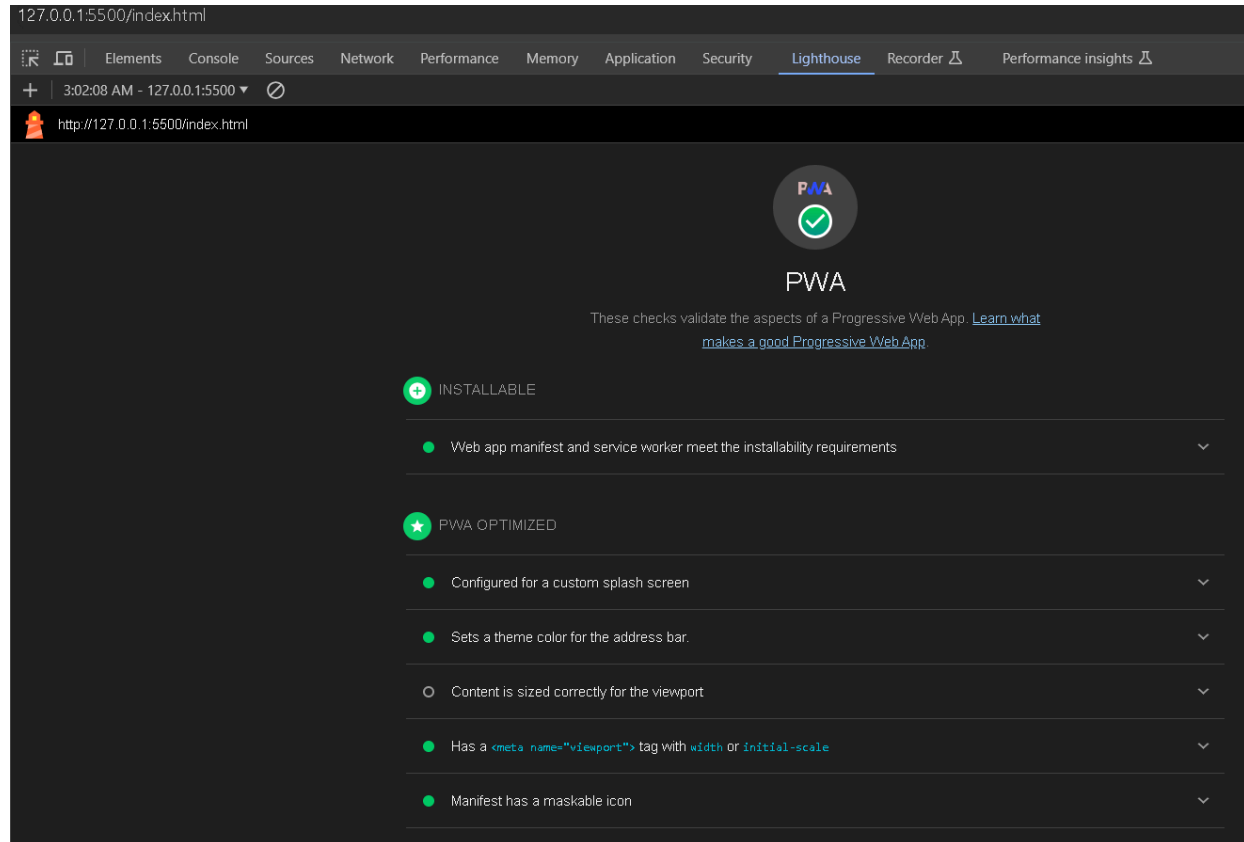 127.0.0.1:5500/index.html
Elements Console Sources Network Performance Memory Application Security Lighthouse Recorder Performance insights
3:02:08 AM - 127.0.0.1:5500
http://127.0.0.1:5500/index.html
PWA
PWA
These checks validate the aspects of a Progressive Web App. Learn what
makes a good Progressive Web App.
INSTALLABLE
Web app manifest and service worker meet the installability requirements
PWA OPTIMIZED
Configured for a custom splash screen
Sets a theme color for the address bar.
Content is sized correctly for the viewport
Has a <meta name="viewport"> tag with width or initial-scale
Manifest has a maskable icon